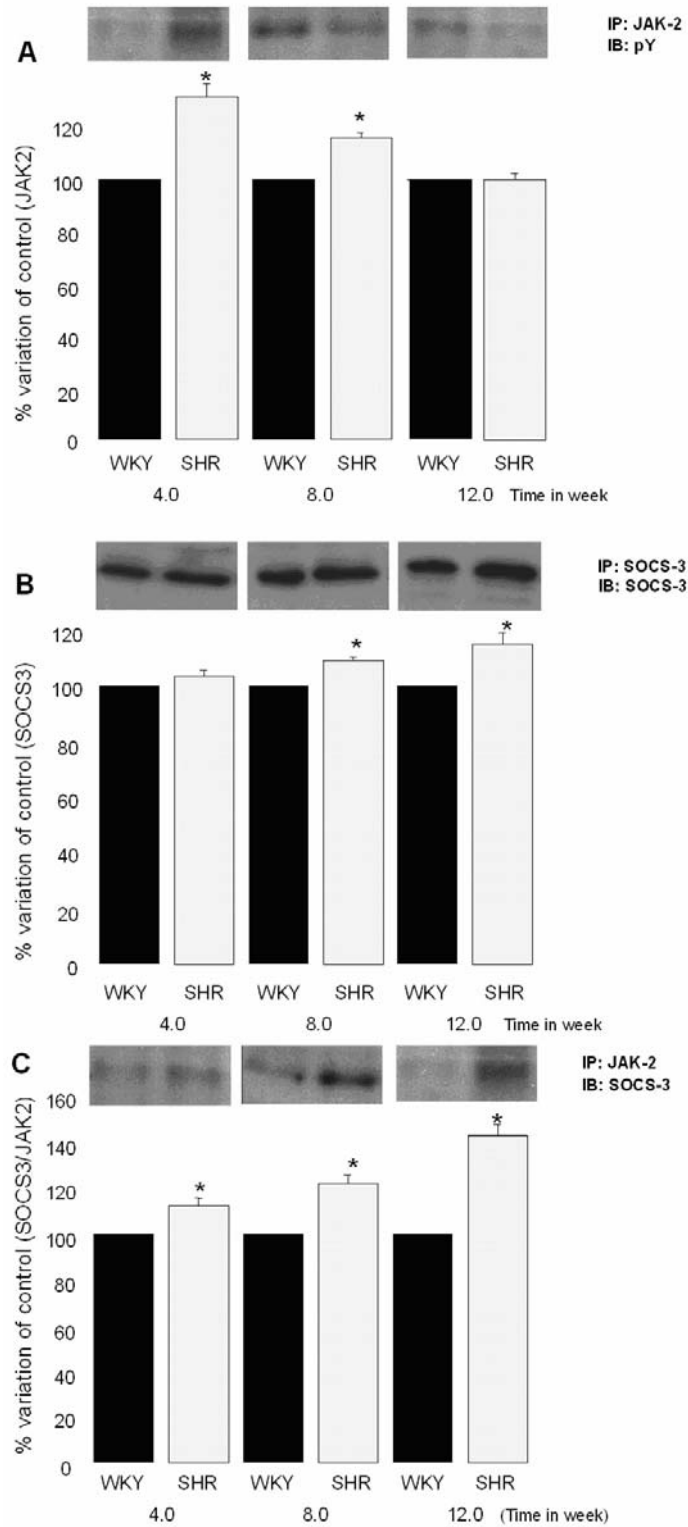 A
IP: JAK-2
IB: pY
% variation of control (JAK2)
*
*
120
100
80
60
40
20
0
WKY SHR WKY SHR WKY SHR
4.0 8.0 12.0 Time in week
B
IP: SOCS-3
IB: SOCS-3
% variation of control (SOCS3)
*
*
120
100
80
60
40
20
0
WKY SHR WKY SHR WKY SHR
4.0 8.0 12.0 Time in week
C
IP: JAK-2
IB: SOCS-3
% variation of control (SOCS3/JAK2)
*
*
*
160
140
120
100
80
60
40
20
0
WKY SHR WKY SHR WKY SHR
4.0 8.0 12.0 (Time in week)